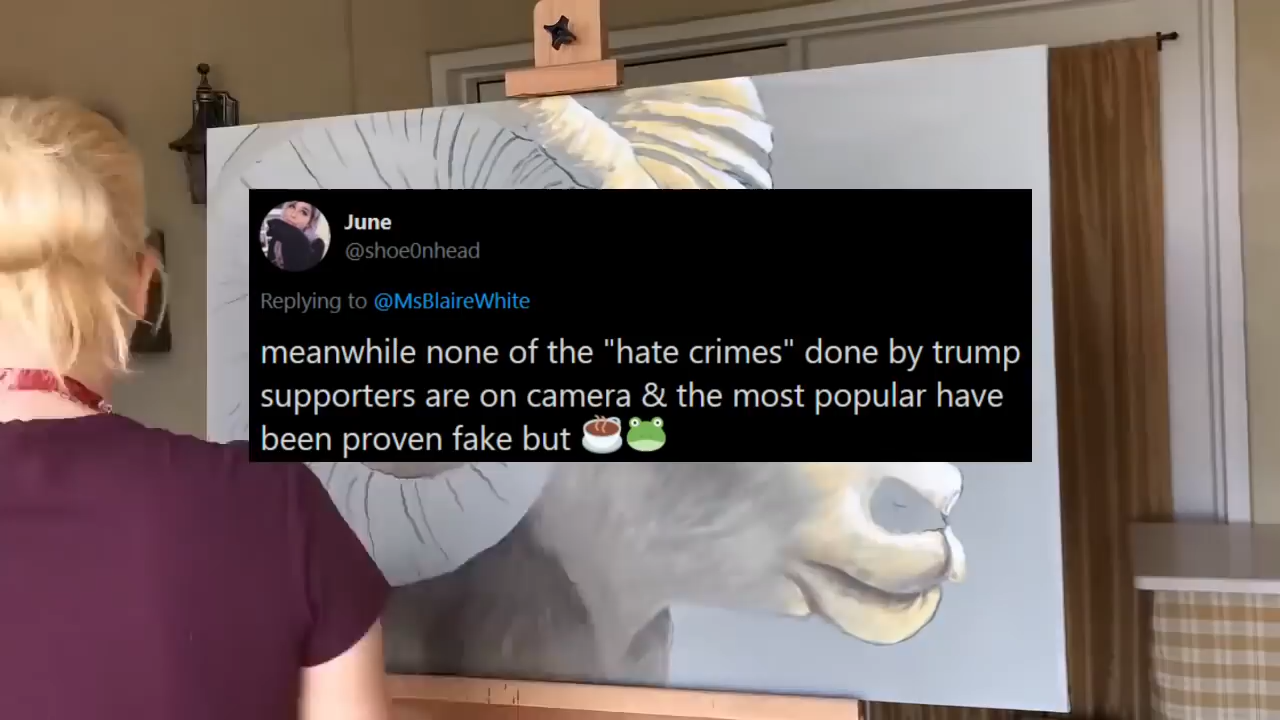 June
@shoe0nhead
Replying to @MsBlaireWhite
meanwhile none of the "hate crimes" done by trump
supporters are on camera & the most popular have
been proven fake but ☕🐸